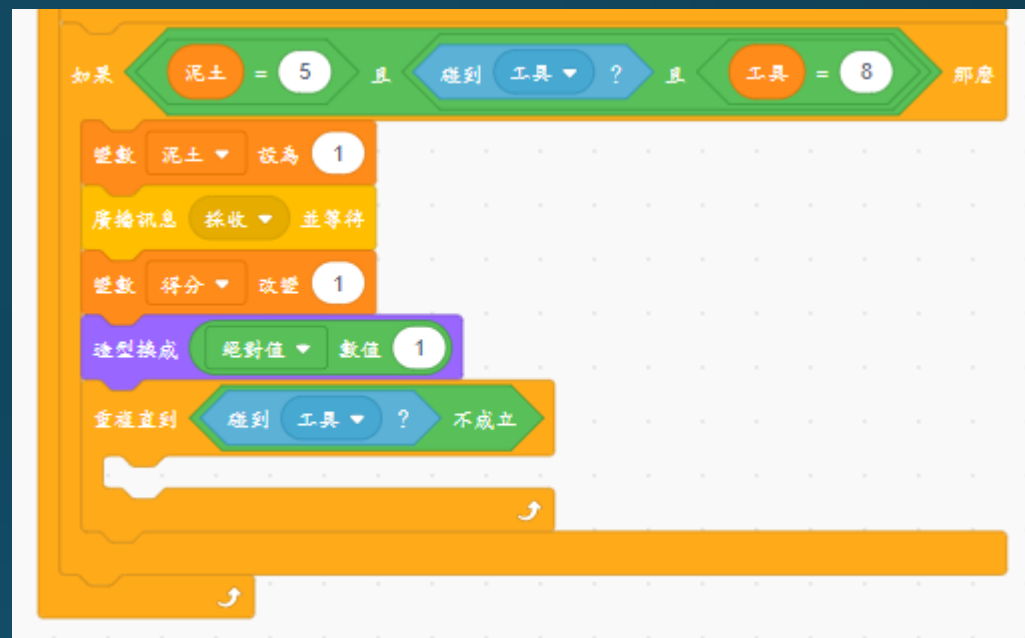 如果 泥土 = 5 且 碰到 工具 ? 且 工具 = 8 那麼
變數 泥土 設為 1
廣播訊息 採收 並等待
變數 得分 改變 1
造型換成 絕對值 數值 1
重複直到 碰到 工具 ? 不成立